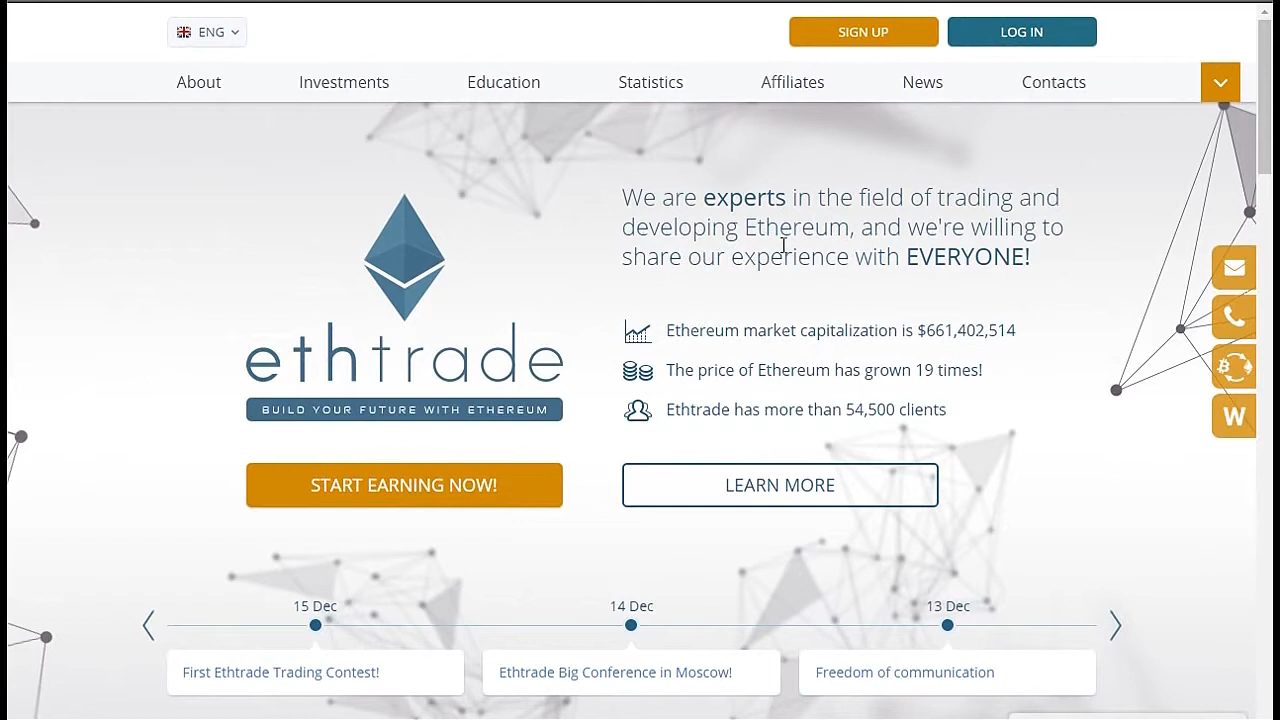 ENG
SIGN UP
LOG IN
About
Investments
Education
Statistics
Affiliates
News
Contacts
We are experts in the field of trading and
developing Ethereum, and we're willing to
share our experience with EVERYONE!
ethtrade
BUILD YOUR FUTURE WITH ETHEREUM
Ethereum market capitalization is $661,402,514
The price of Ethereum has grown 19 times!
Ethtrade has more than 54,500 clients
START EARNING NOW!
LEARN MORE
W
15 Dec
14 Dec
13 Dec
First Ethtrade Trading Contest!
Ethtrade Big Conference in Moscow!
Freedom of communication